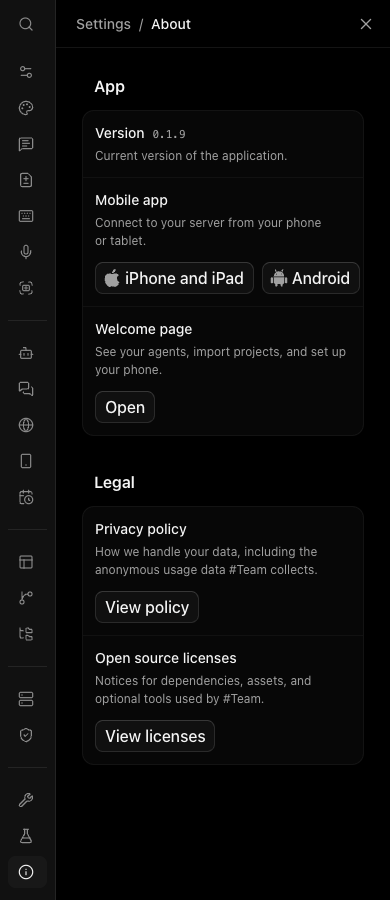 Settings / About
App
Version 0.1.9
Current version of the application.
Mobile app
Connect to your server from your phone
or tablet.
iPhone and iPad
Android
Welcome page
See your agents, import projects, and set up
your phone.
Open
Legal
Privacy policy
How we handle your data, including the
anonymous usage data #Team collects.
View policy
Open source licenses
Notices for dependencies, assets, and
optional tools used by #Team.
View licenses